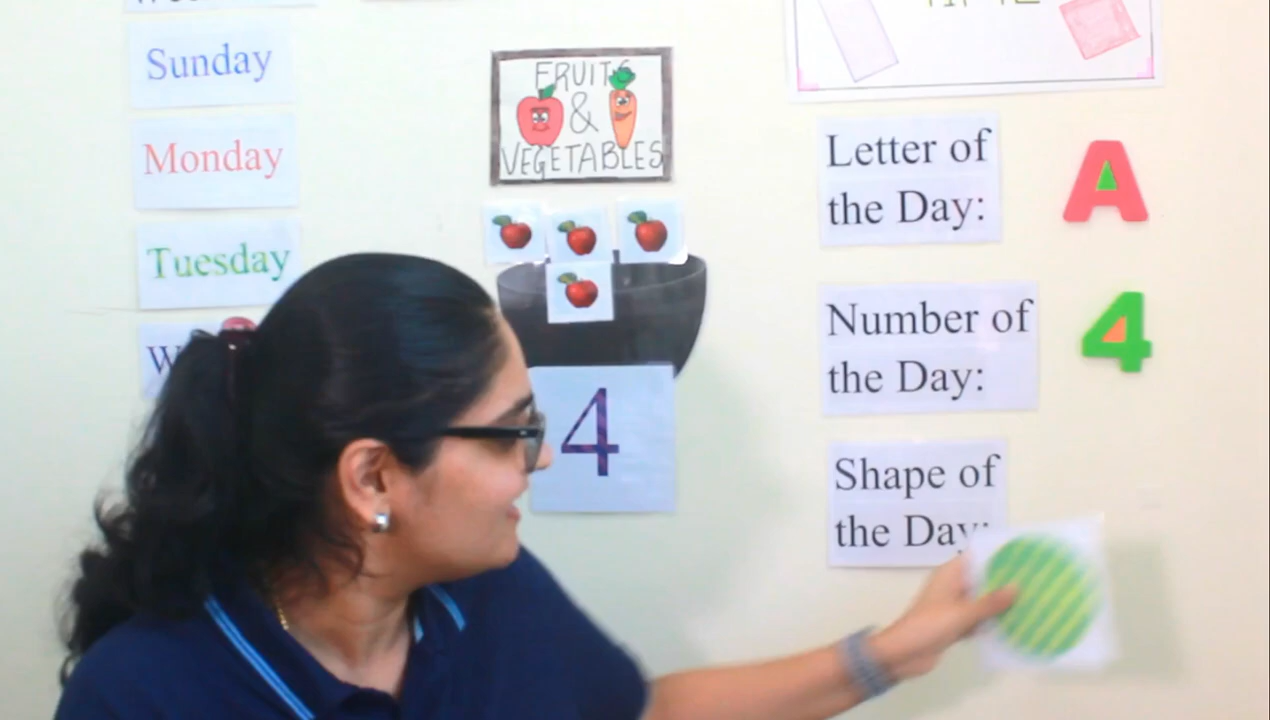 Sunday
Monday
Tuesday
FRUITS
&
VEGETABLES
4
Letter of
the Day:
A
Number of
the Day:
4
Shape of
the Day: